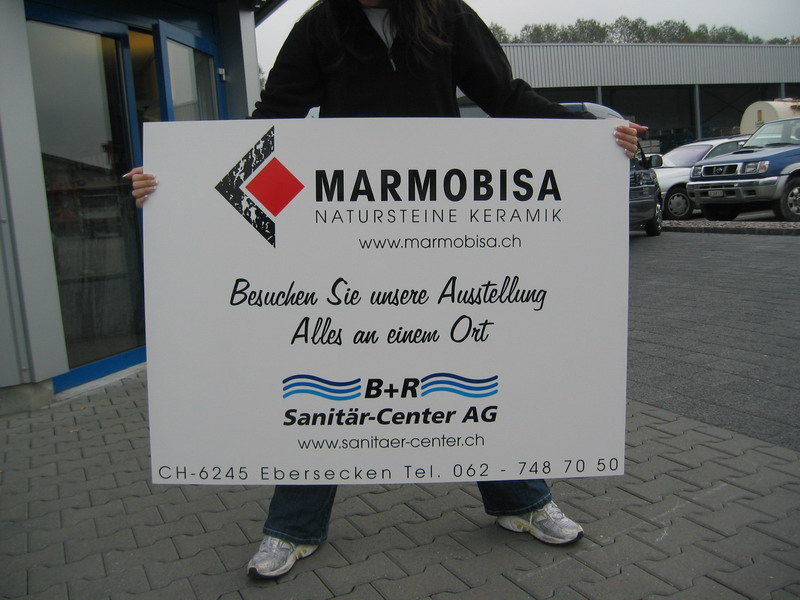 MARMOBISA
NATURSTEINE KERAMIK
www.marmobisa.ch
Besuchen Sie unsere Ausstellung
Alles an einem Ort
B+R
Sanitär-Center AG
www.sanitaer-center.ch
CH-6245 Ebersecken Tel. 062 - 748 70 50